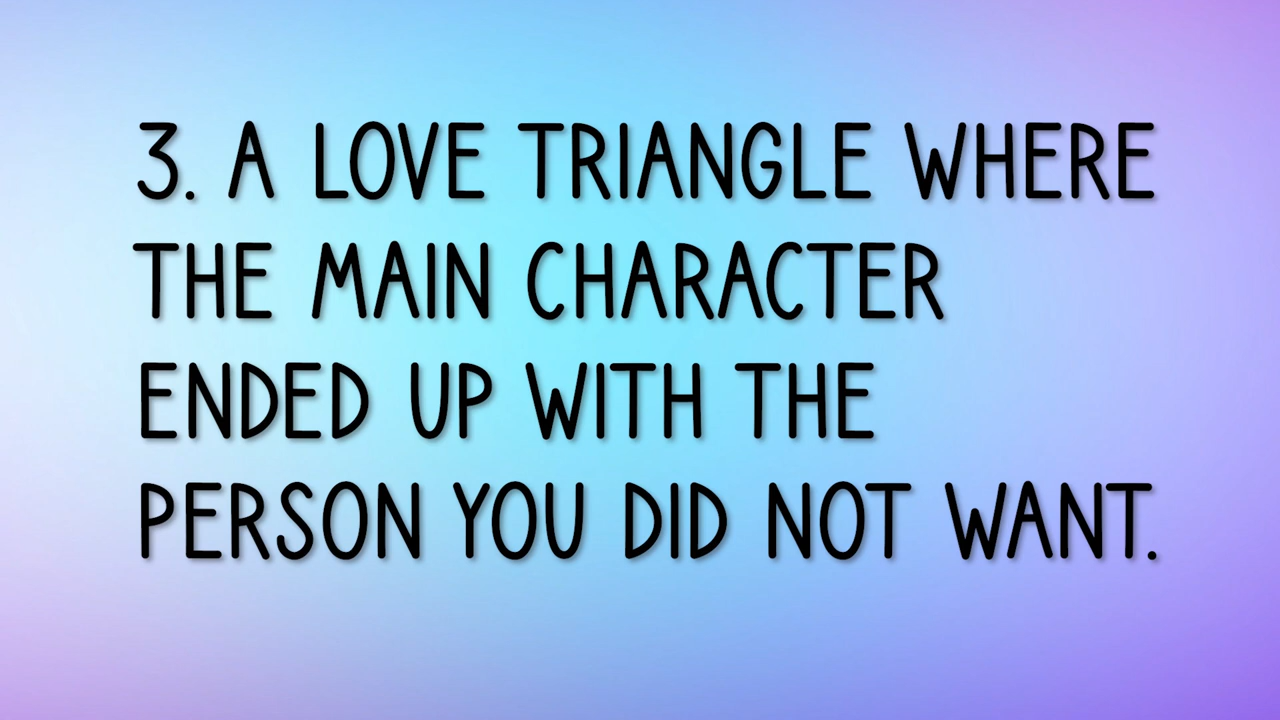 3. A LOVE TRIANGLE WHERE
THE MAIN CHARACTER
ENDED UP WITH THE
PERSON YOU DID NOT WANT.